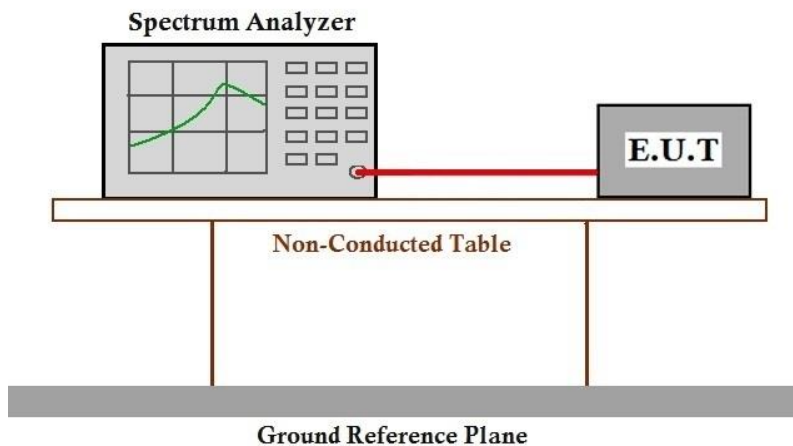 Spectrum Analyzer
E.U.T
Non-Conducted Table
Ground Reference Plane